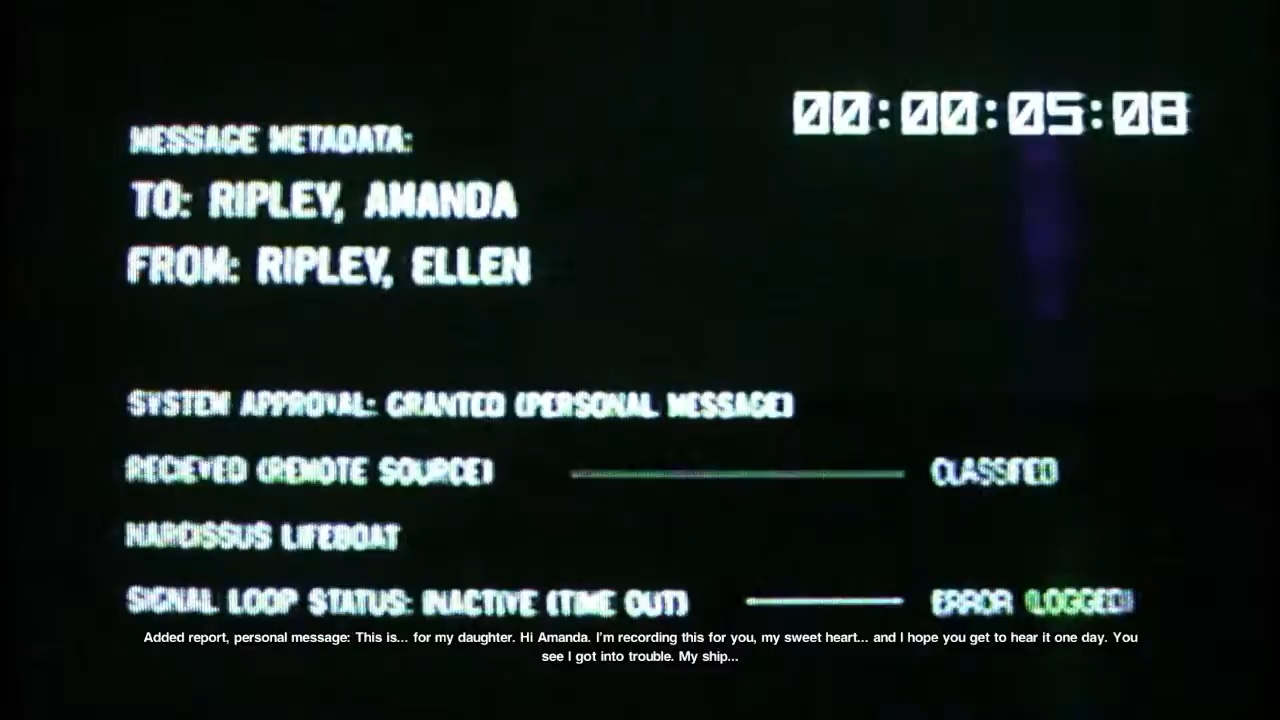 00:00:05:08
MESSAGE METADATA:
TO: RIPLEY, AMANDA
FROM: RIPLEY, ELLEN
SYSTEM APPROVAL: GRANTED (PERSONAL MESSAGE)
RECIEVED (REMOTE SOURCE) CLASSIFIED
NARCISSUS LIFEBOAT
SIGNAL LOOP STATUS: INACTIVE (TIME OUT) ERROR (LOGGED)
Added report, personal message: This is... for my daughter. Hi Amanda. I'm recording this for you, my sweet heart... and I hope you get to hear it one day. You
see I got into trouble. My ship...